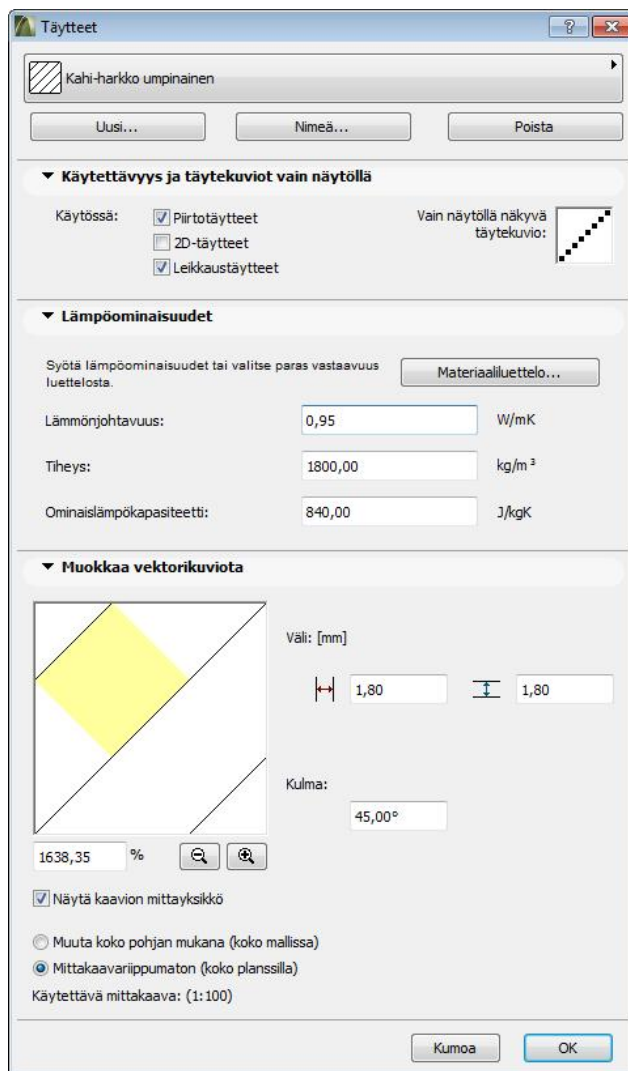 Täytteet
Kahi-harkko umpinainen
Uusi...
Nimeä...
Poista
Käytettävyys ja täytekuviot vain näytöllä
Käytössä:
Piirtotäytteet
2D-täytteet
Leikkaustäytteet
Vain näytöllä näkyvä
täytekuvio:
Lämpöominaisuudet
Syötä lämpöominaisuudet tai valitse paras vastaavuus
luettelosta.
Materiaaliluettelo...
Lämmönjohtavuus:
0,95
W/mK
Tiheys:
1800,00
kg/m³
Ominaislämpökapasiteetti:
840,00
J/kgK
Muokkaa vektorikuviota
Väli: [mm]
1,80
1,80
Kulma:
45,00°
1638,35
%
Näytä kaavion mittayksikkö
Muuta koko pohjan mukana (koko mallissa)
Mittakaavariippumaton (koko planssilla)
Käytettävä mittakaava: (1:100)
Kumoa
OK